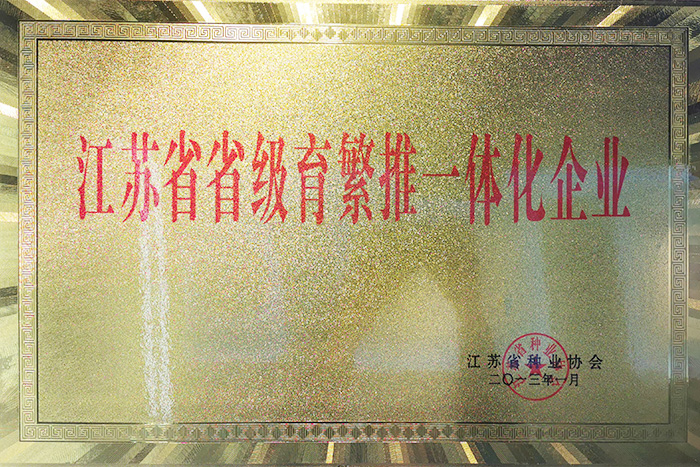 江苏省省级育繁推一体化企业
江苏省种业协会
二〇一三年一月